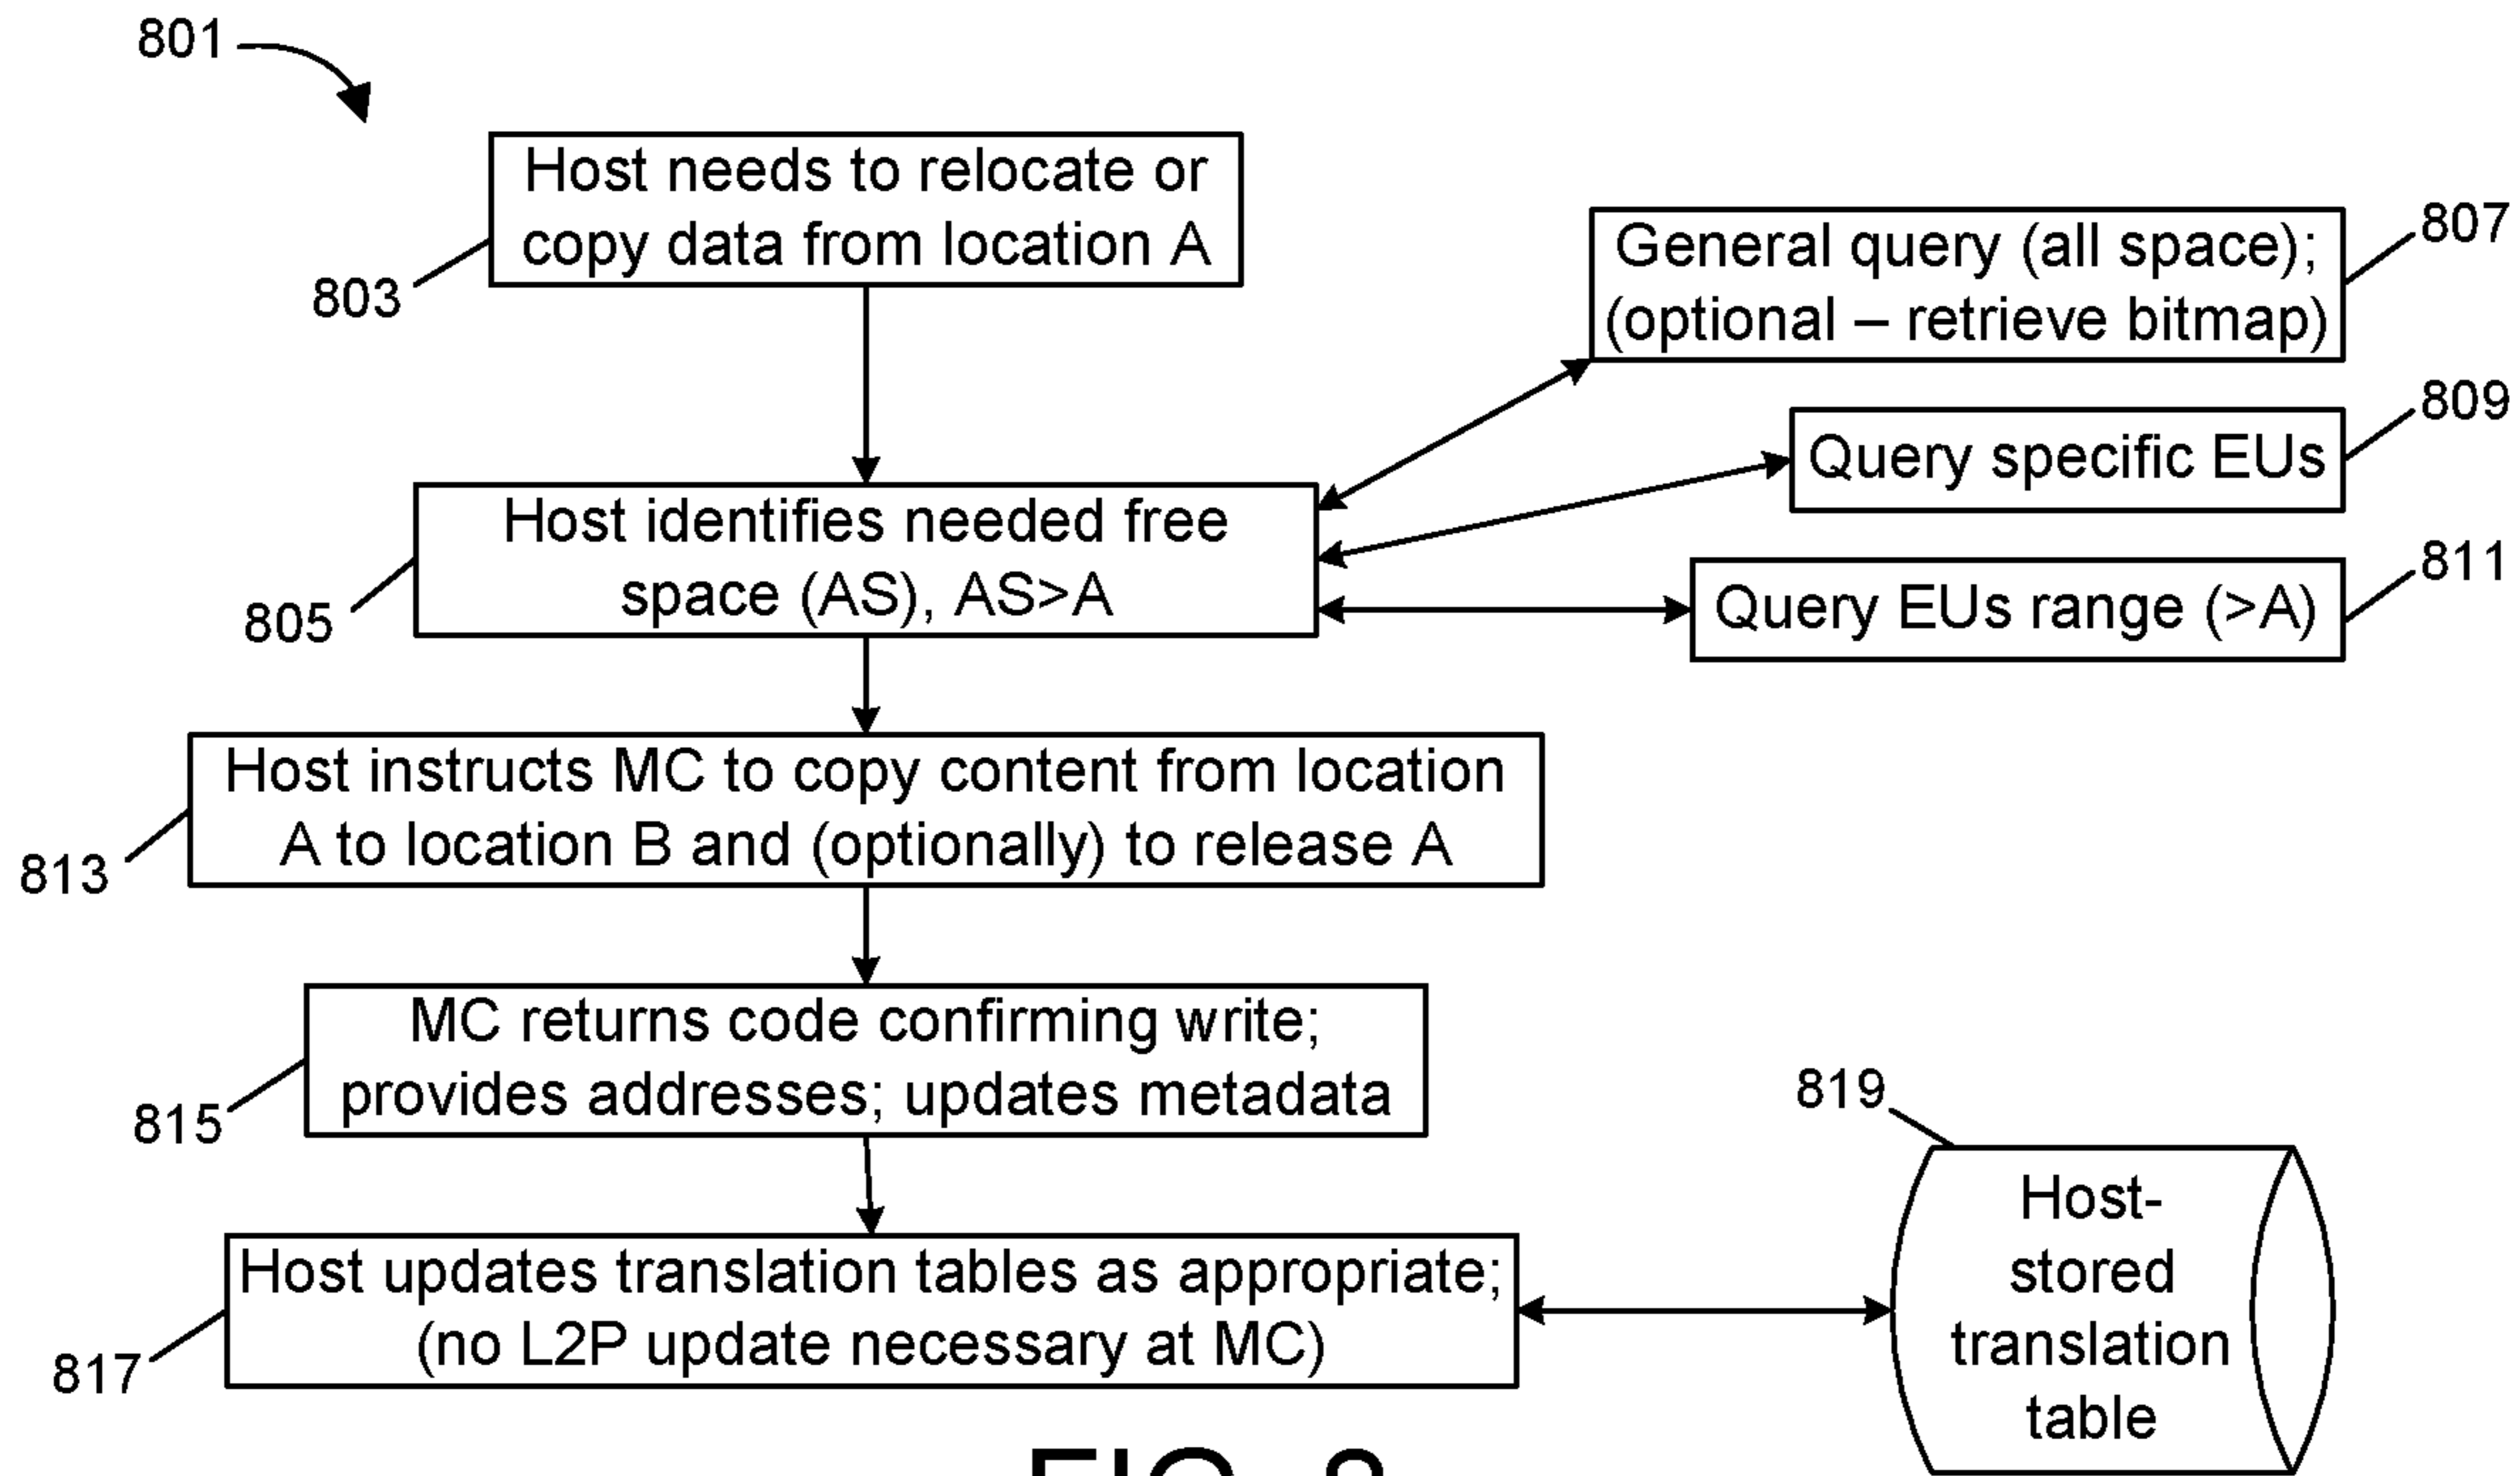 801
Host needs to relocate or
copy data from location A
803
General query (all space);
(optional – retrieve bitmap)
807
Query specific EUs
809
Host identifies needed free
space (AS), AS>A
805
Query EUs range (>A)
811
Host instructs MC to copy content from location
A to location B and (optionally) to release A
813
MC returns code confirming write;
provides addresses; updates metadata
815
Host updates translation tables as appropriate;
(no L2P update necessary at MC)
817
819
Host-
stored
translation
table
FIG. 8